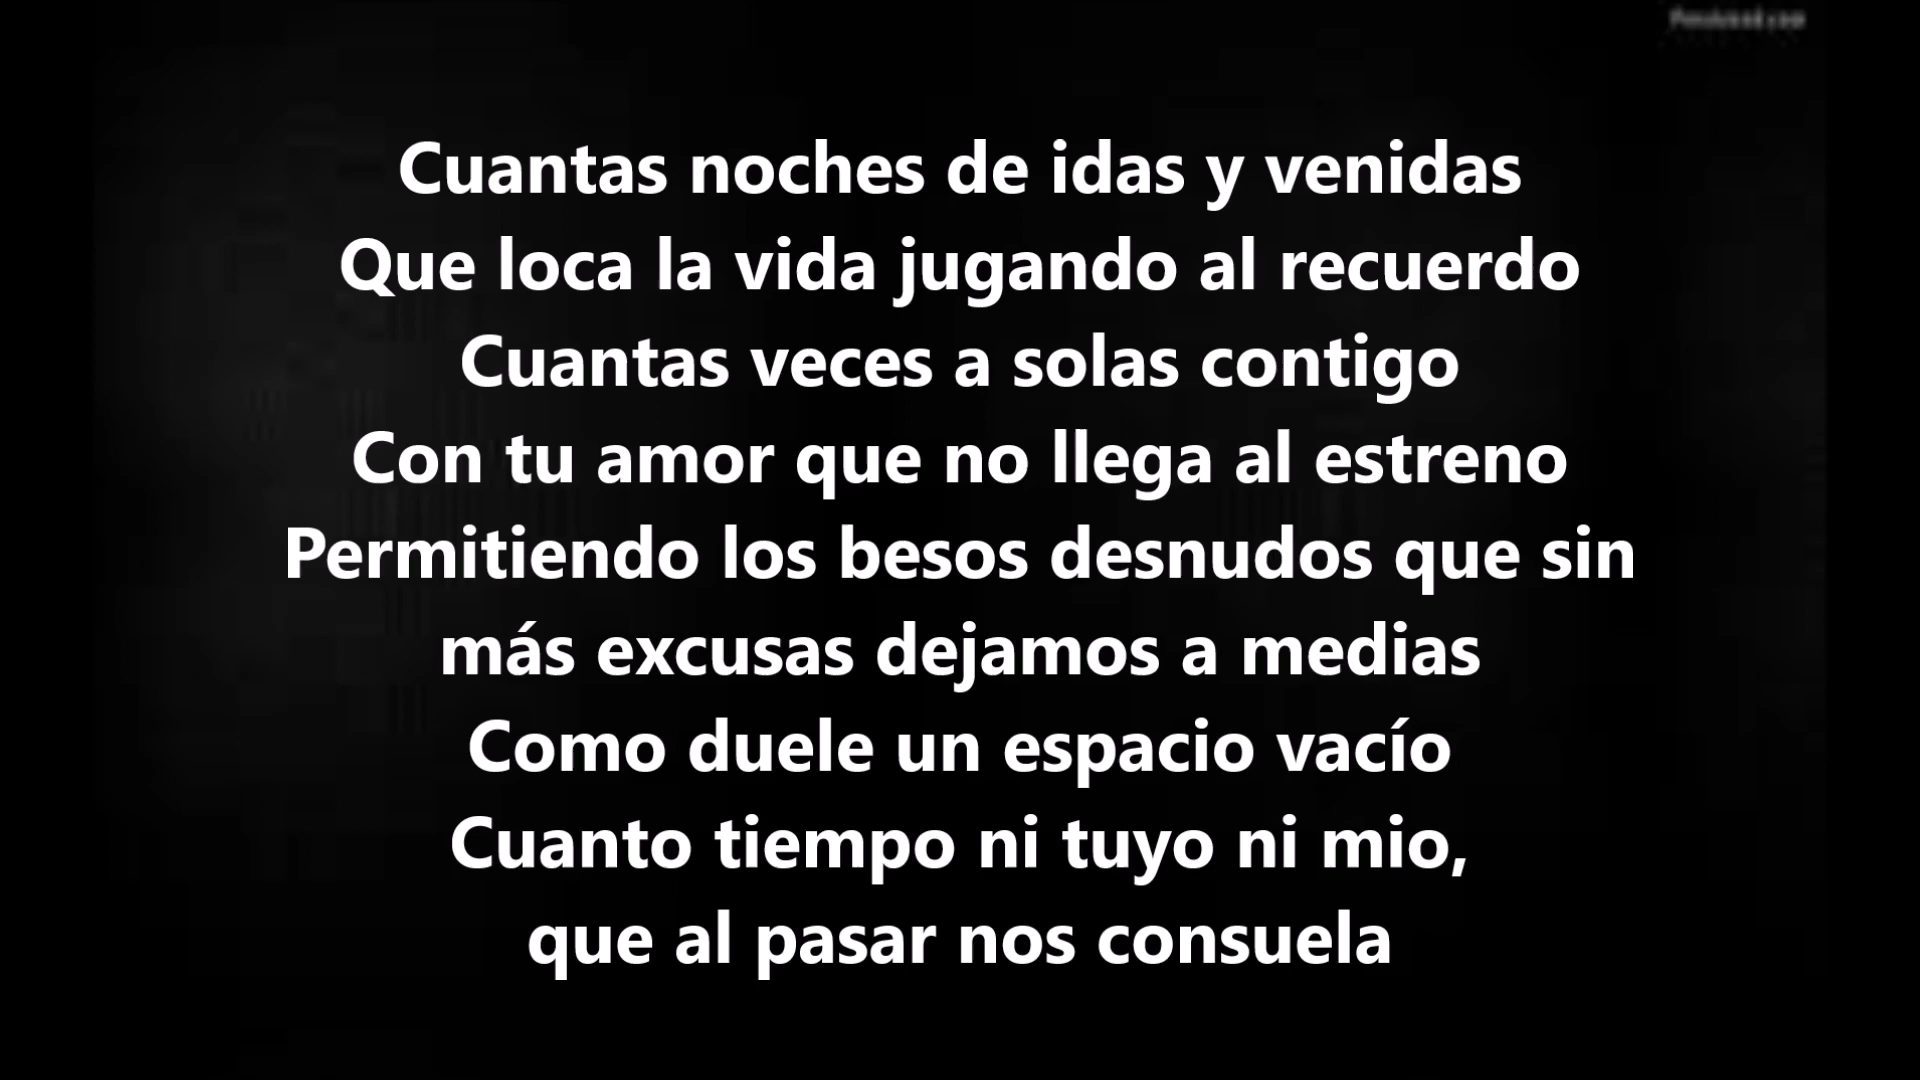 Cuantas noches de idas y venidas
Que loca la vida jugando al recuerdo
Cuantas veces a solas contigo
Con tu amor que no llega al estreno
Permitiendo los besos desnudos que sin
más excusas dejamos a medias
Como duele un espacio vacío
Cuanto tiempo ni tuyo ni mio,
que al pasar nos consuela